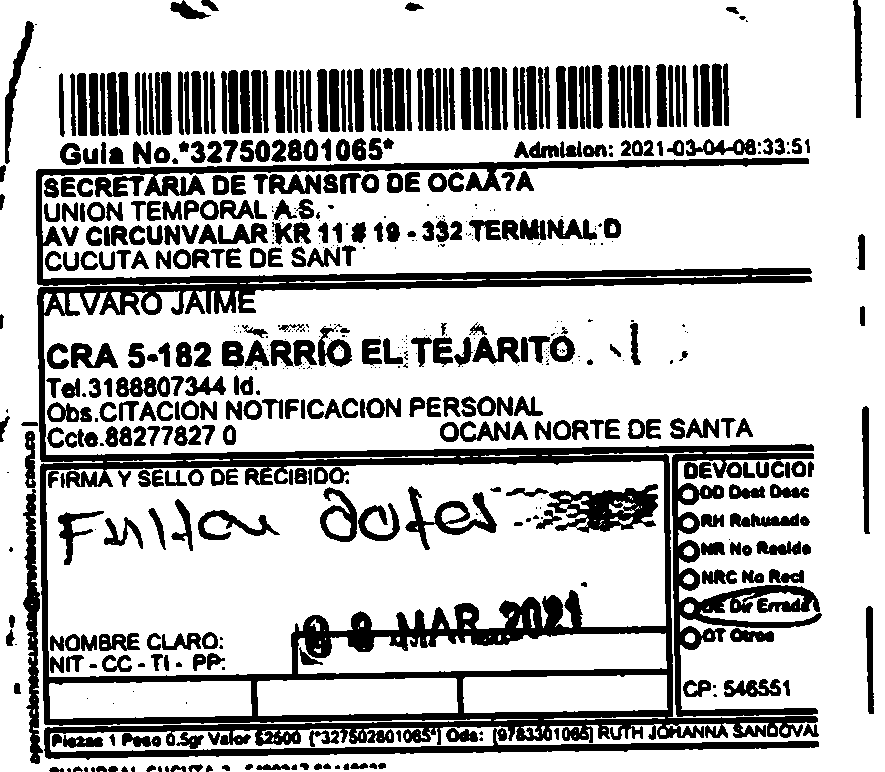 Guia No.*327502801065*
Admision: 2021-03-04-08:33:51
SECRETARIA DE TRANSITO DE OCAÃ?A
UNION TEMPORAL A.S.
AV CIRCUNVALAR KR 11 # 19 - 332 TERMINAL D
CUCUTA NORTE DE SANT
ALVARO JAIME
CRA 5-182 BARRIO EL TEJARITO
Tel.3188807344 Id.
Obs.CITACION NOTIFICACION PERSONAL
Ccte.88277827 0 OCANA NORTE DE SANTA
FIRMA Y SELLO DE RECIBIDO:
Faltan datos
MAR 2021
NOMBRE CLARO:
NIT - CC - TI - PP:
DEVOLUCION
DD Dest Desc
RH Rehusado
NR No Reside
NRC No Recl
DE Dir Errada
OT Otros
CP: 546551
Piezas 1 Peso 0.5gr Valor $2500 (*327502801065*) Ods: [9783301065] RUTH JOHANNA SANDOVAL